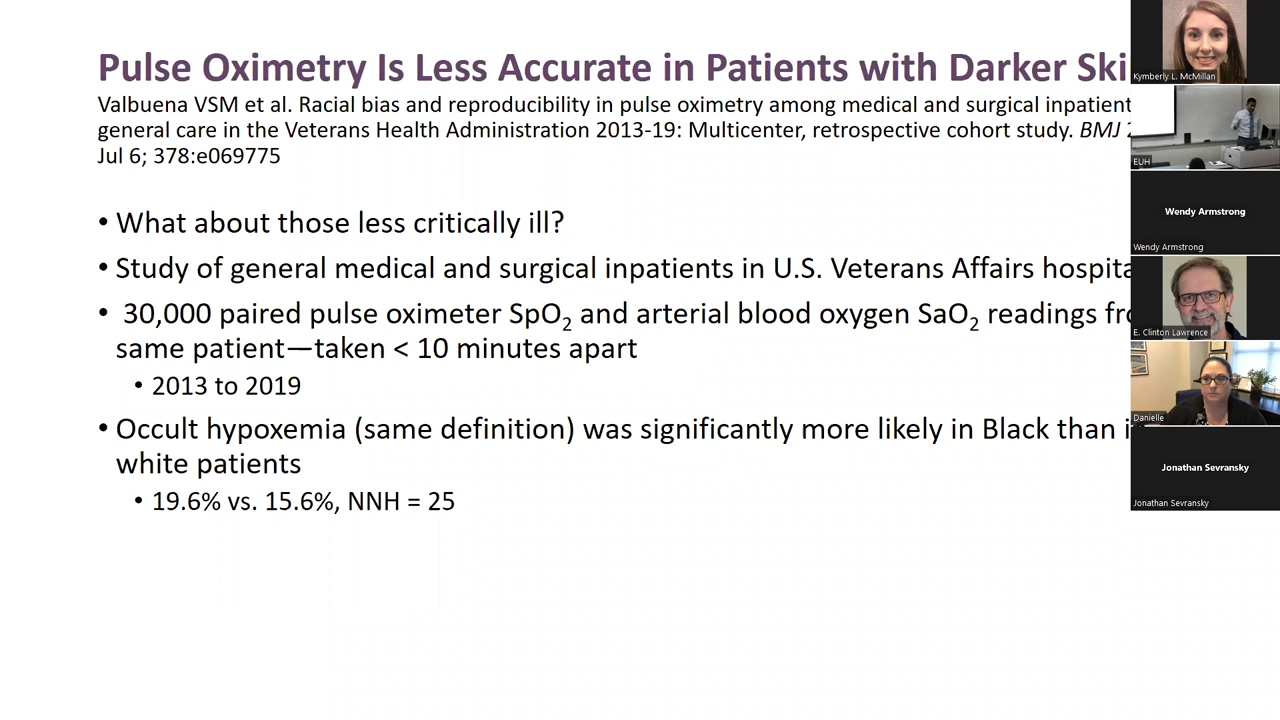 Pulse Oximetry Is Less Accurate in Patients with Darker Ski
Valbuena VSM et al. Racial bias and reproducibility in pulse oximetry among medical and surgical inpatient
general care in the Veterans Health Administration 2013-19: Multicenter, retrospective cohort study. BMJ 2
Jul 6; 378:e069775
• What about those less critically ill?
• Study of general medical and surgical inpatients in U.S. Veterans Affairs hospita
• 30,000 paired pulse oximeter SpO₂ and arterial blood oxygen SaO₂ readings fro
same patient—taken < 10 minutes apart
• 2013 to 2019
• Occult hypoxemia (same definition) was significantly more likely in Black than i
white patients
• 19.6% vs. 15.6%, NNH = 25
Kymberly L. McMillan
EUH
Wendy Armstrong
Wendy Armstrong
E. Clinton Lawrence
Danielle
Jonathan Sevransky
Jonathan Sevransky